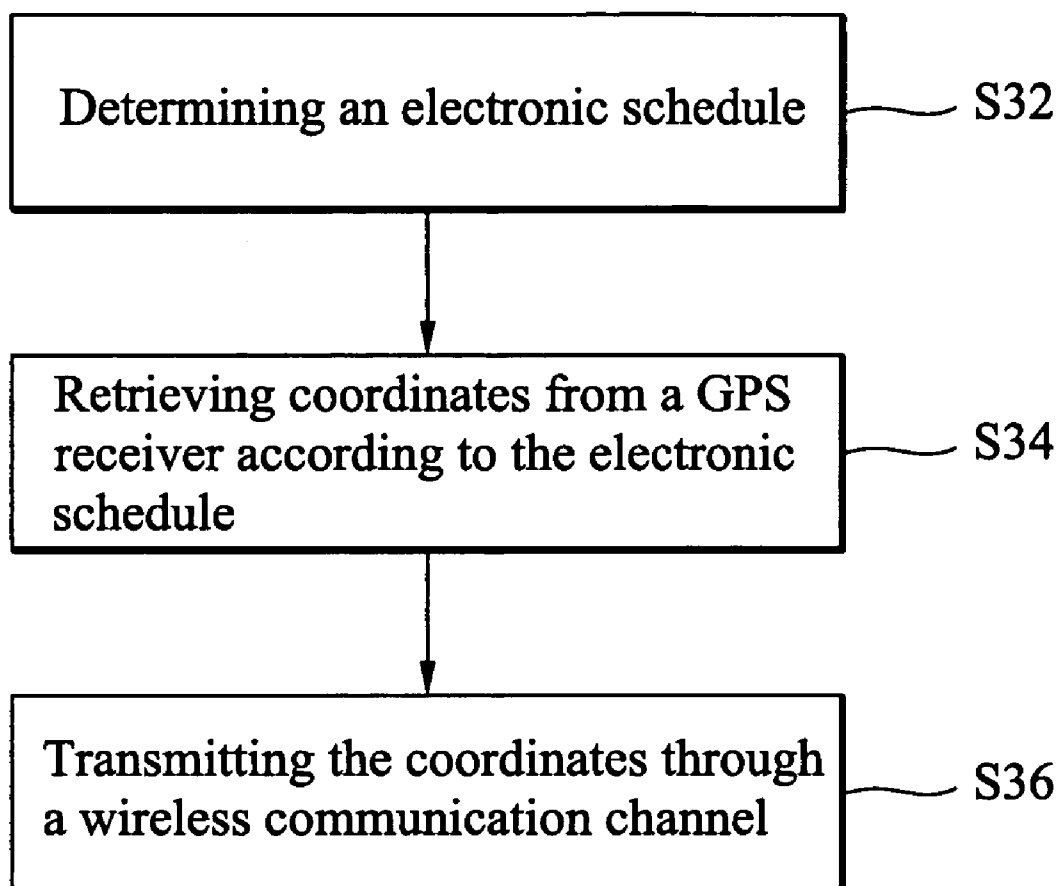 Determining an electronic schedule
S32
Retrieving coordinates from a GPS
receiver according to the electronic
schedule
S34
Transmitting the coordinates through
a wireless communication channel
S36